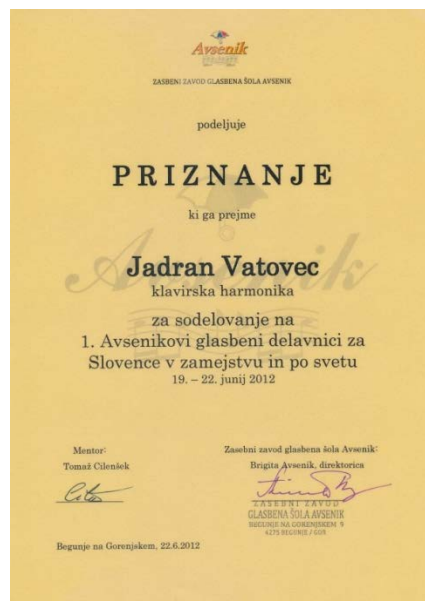 Avsenik
ZASEBNI ZAVOD GLASBENA ŠOLA AVSENIK
podeljuje
PRIZNANJE
ki ga prejme
Avsenik
Jadran Vatovec
klavirska harmonika
za sodelovanje na
1. Avsenikovi glasbeni delavnici za
Slovence v zamejstvu in po svetu
19. – 22. junij 2012
Mentor:
Tomaž Cilenšek
Zasebni zavod glasbena šola Avsenik:
Brigita Avsenik, direktorica
ZASEBNI ZAVOD
GLASBENA ŠOLA AVSENIK
BEGUNJE NA GORENJSKEM 9
4275 BEGUNJE / GOR
Begunje na Gorenjskem, 22.6.2012